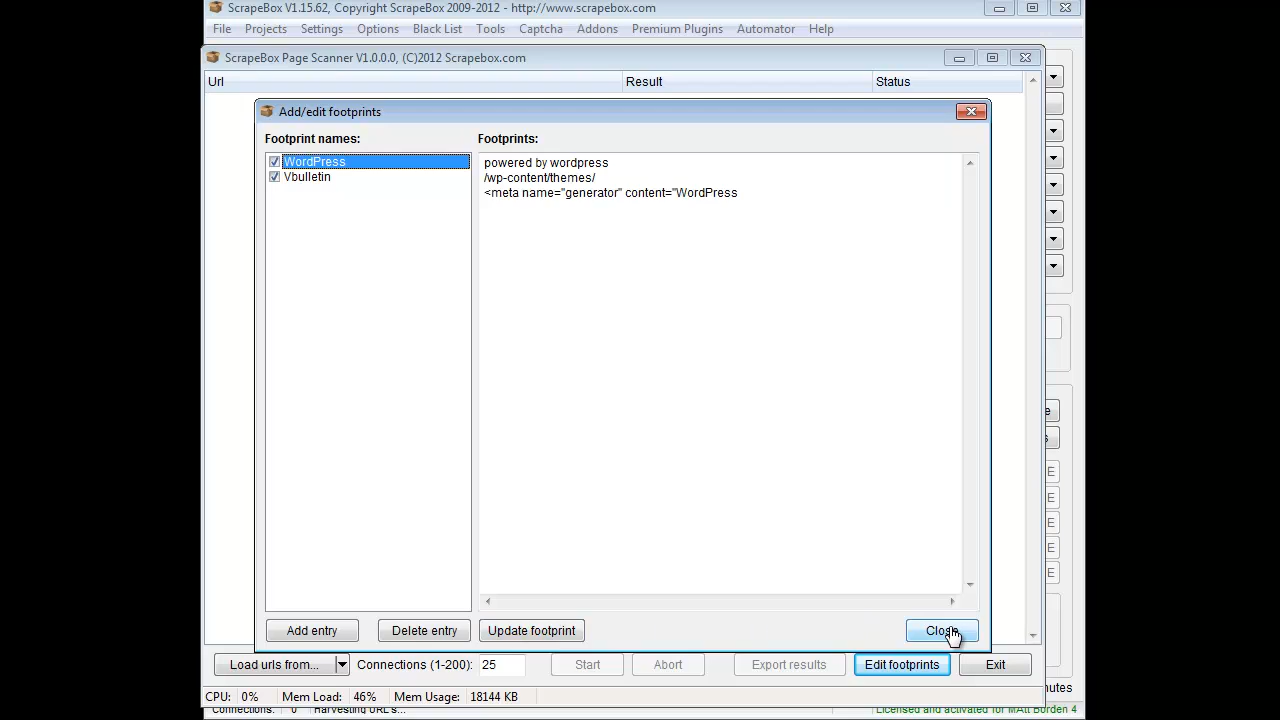 ScrapeBox V1.15.62, Copyright ScrapeBox 2009-2012 - http://www.scrapebox.com
File Projects Settings Options Black List Tools Captcha Addons Premium Plugins Automator Help
ScrapeBox Page Scanner V1.0.0.0, (C)2012 Scrapebox.com
Url Result Status
Add/edit footprints
Footprint names: Footprints:
WordPress
Vbulletin
powered by wordpress
/wp-content/themes/
<meta name="generator" content="WordPress
Add entry Delete entry Update footprint Close
Load urls from... Connections (1-200): 25 Start Abort Export results Edit footprints Exit
CPU: 0% Mem Load: 46% Mem Usage: 18144 KB
Connections: 0 Harvesting URL's... Licensed and activated for MAtt Borden 4
E
E
E
E
E